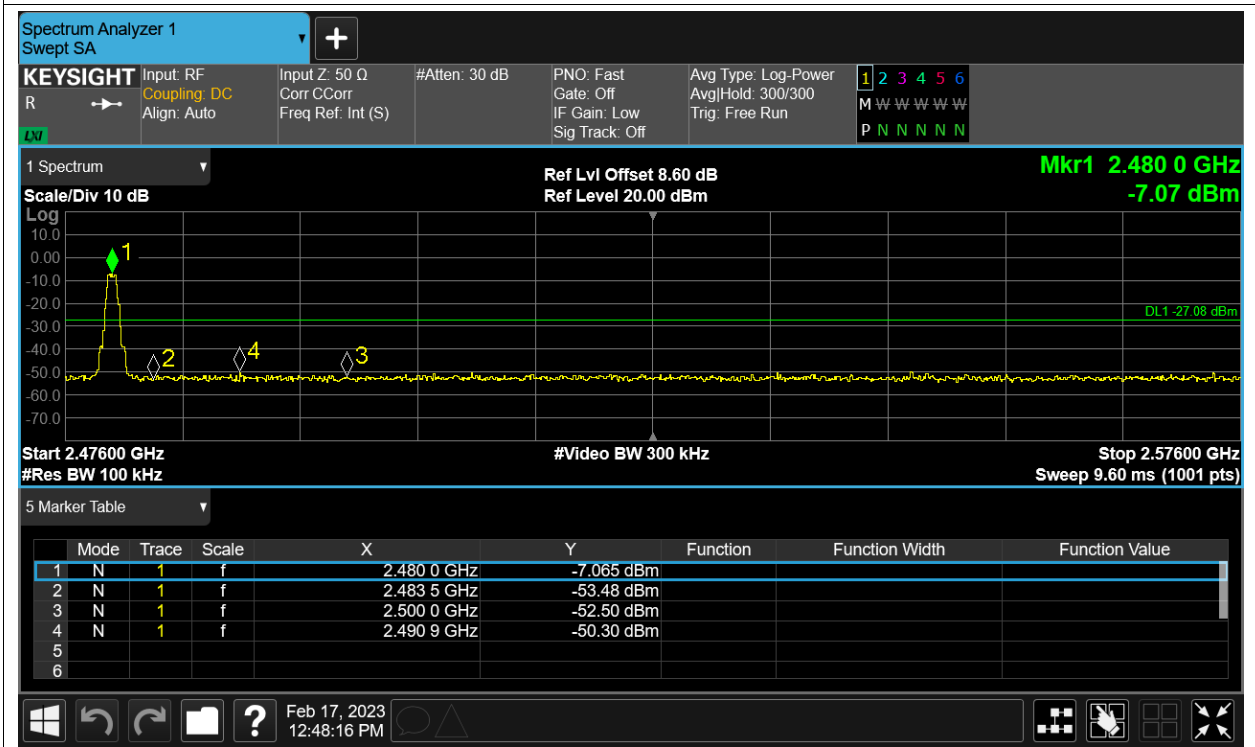 Spectrum Analyzer 1
Swept SA
+
KEYSIGHT
R
LXI
Input: RF
Coupling: DC
Align: Auto
Input Z: 50 Ω
Corr CCorr
Freq Ref: Int (S)
#Atten: 30 dB
PNO: Fast
Gate: Off
IF Gain: Low
Sig Track: Off
Avg Type: Log-Power
Avg|Hold: 300/300
Trig: Free Run
1 2 3 4 5 6
M W W W W W
P N N N N N
1 Spectrum
Scale/Div 10 dB
Ref Lvl Offset 8.60 dB
Ref Level 20.00 dBm
Mkr1 2.480 0 GHz
-7.07 dBm
Log
10.0
0.00
-10.0
-20.0
-30.0
-40.0
-50.0
-60.0
-70.0
1
2
4
3
DL1 -27.08 dBm
Start 2.47600 GHz
#Video BW 300 kHz
Stop 2.57600 GHz
#Res BW 100 kHz
Sweep 9.60 ms (1001 pts)
5 Marker Table
Mode Trace Scale X Y Function Function Width Function Value
1 N 1 f 2.480 0 GHz -7.065 dBm
2 N 1 f 2.483 5 GHz -53.48 dBm
3 N 1 f 2.500 0 GHz -52.50 dBm
4 N 1 f 2.490 9 GHz -50.30 dBm
5
6
?
Feb 17, 2023
12:48:16 PM